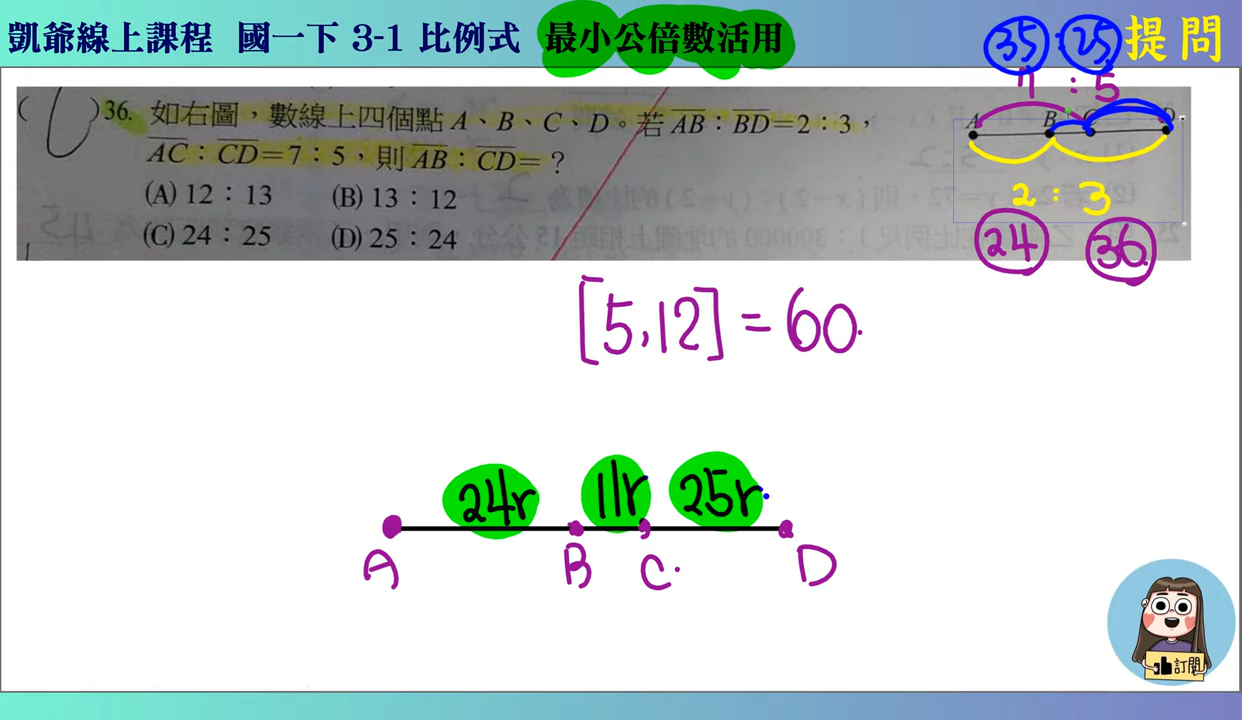 凱爺線上課程 國一下 3-1 比例式 最小公倍數活用
35 : 25 提問
7 : 5
( )36. 如右圖，數線上四個點 A、B、C、D。若 AB：BD=2：3，
AC：CD=7：5，則 AB：CD=？
(A) 12：13 (B) 13：12
(C) 24：25 (D) 25：24
A B C D
2 : 3
24 36
[5,12] = 60.
24r 11r 25r
A B C D
訂閱